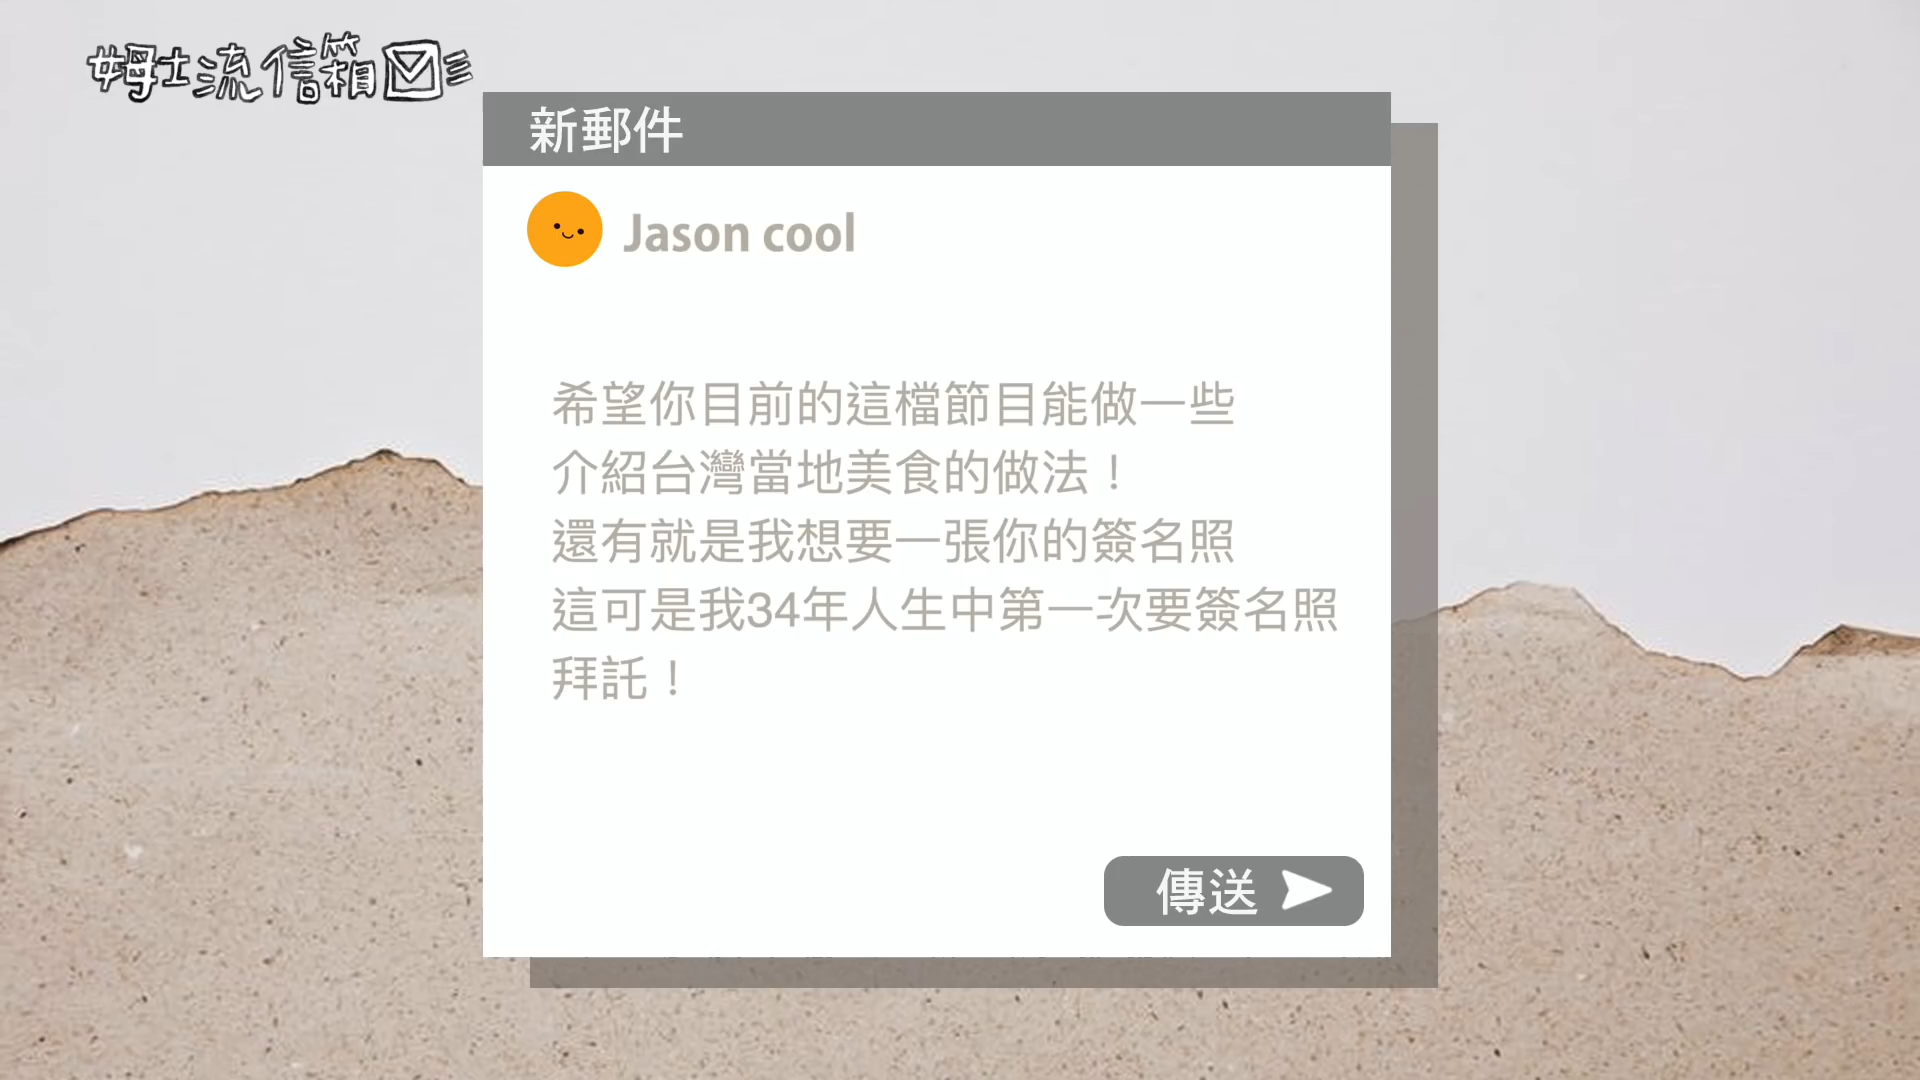 姆士流信箱
新郵件
Jason cool
希望你目前的這檔節目能做一些
介紹台灣當地美食的做法！
還有就是我想要一張你的簽名照
這可是我34年人生中第一次要簽名照
拜託！
傳送